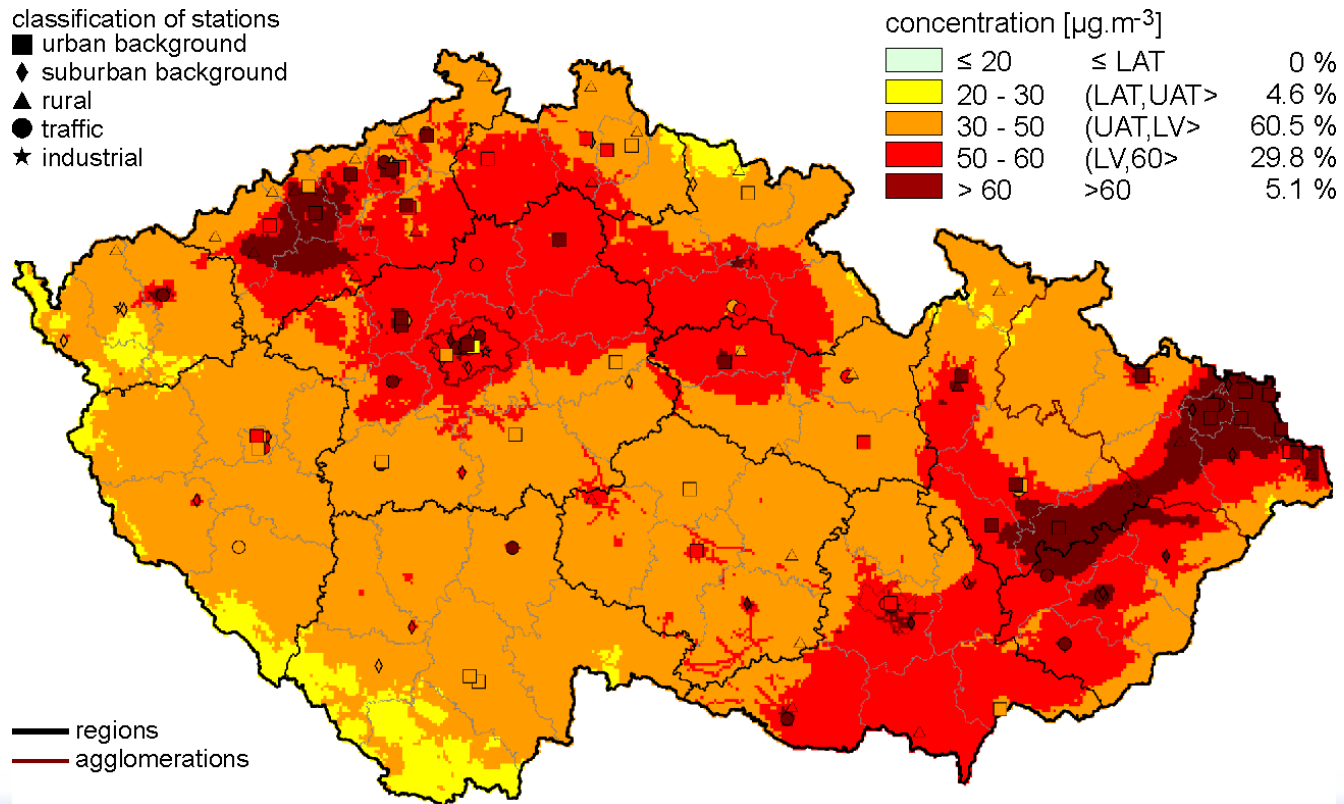 classification of stations
urban background
suburban background
rural
traffic
industrial
concentration [µg.m-³]
≤ 20 ≤ LAT 0 %
20 - 30 (LAT,UAT> 4.6 %
30 - 50 (UAT,LV> 60.5 %
50 - 60 (LV,60> 29.8 %
> 60 >60 5.1 %
regions
agglomerations